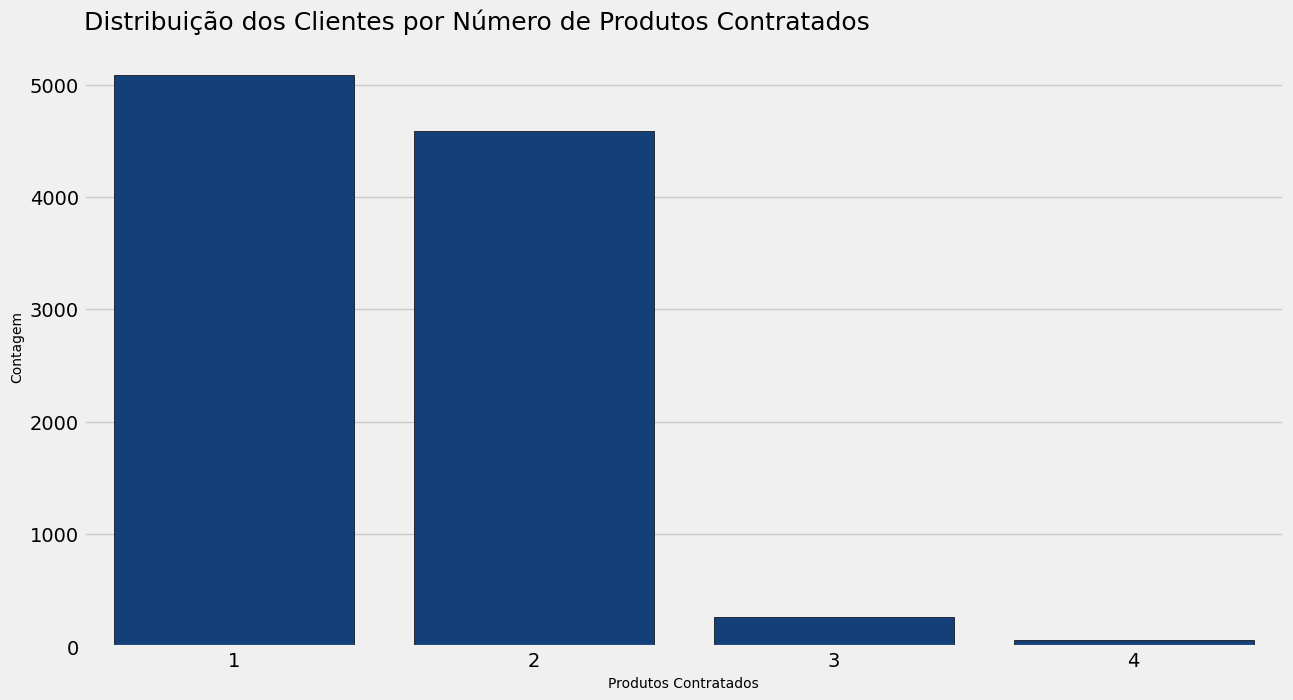 Distribuição dos Clientes por Número de Produtos Contratados
5000
4000
3000
2000
1000
0
Contagem
1 2 3 4
Produtos Contratados